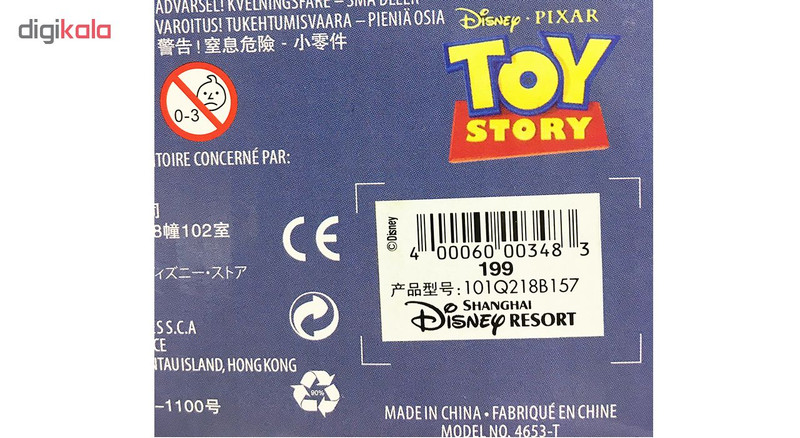 digikala
ADVARSEL! KVELNINGSFARE – SMÅ DELER
VAROITUS! TUKEHTUMISVAARA – PIENIÄ OSIA
警告！窒息危險 - 小零件
0-3
Disney · PIXAR
TOY
STORY
TOIRE CONCERNÉ PAR:
司
8幢102室
ィズニー・ストア
S S.C.A
CE
NTAU ISLAND, HONG KONG
-1100号
CE
90%
©Disney
4 00060 00348 3
199
产品型号: 101Q218B157
SHANGHAI
Disney RESORT
MADE IN CHINA • FABRIQUÉ EN CHINE
MODEL NO. 4653-T